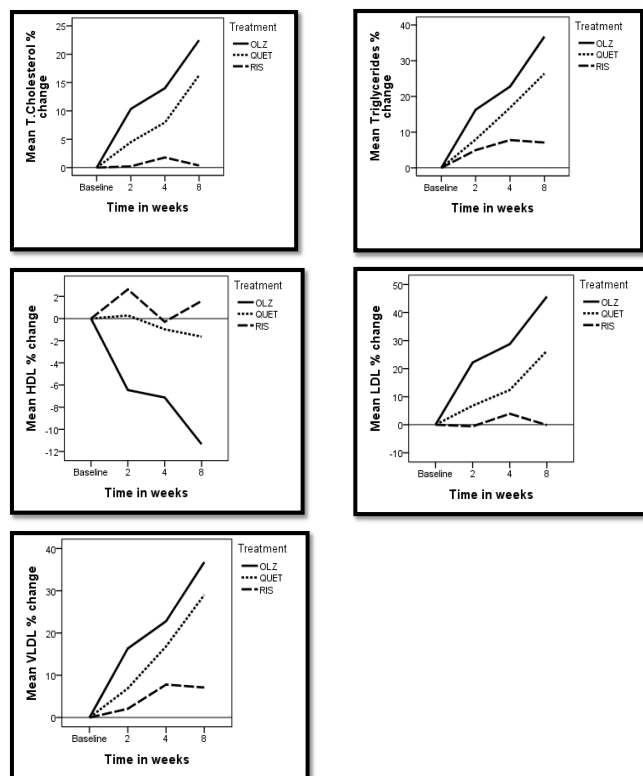 Mean T.Cholesterol % change
25
20
15
10
5
0
Baseline 2 4 8
Time in weeks
Treatment
OLZ
QUET
RIS
Mean Triglycerides % change
40
30
20
10
0
Baseline 2 4 8
Time in weeks
Treatment
OLZ
QUET
RIS
Mean HDL % change
2
0
-2
-4
-6
-8
-10
-12
Baseline 2 4 8
Time in weeks
Treatment
OLZ
QUET
RIS
Mean LDL % change
50
40
30
20
10
0
-10
Baseline 2 4 8
Time in weeks
Treatment
OLZ
QUET
RIS
Mean VLDL % change
40
30
20
10
0
Baseline 2 4 8
Time in weeks
Treatment
OLZ
QUET
RIS